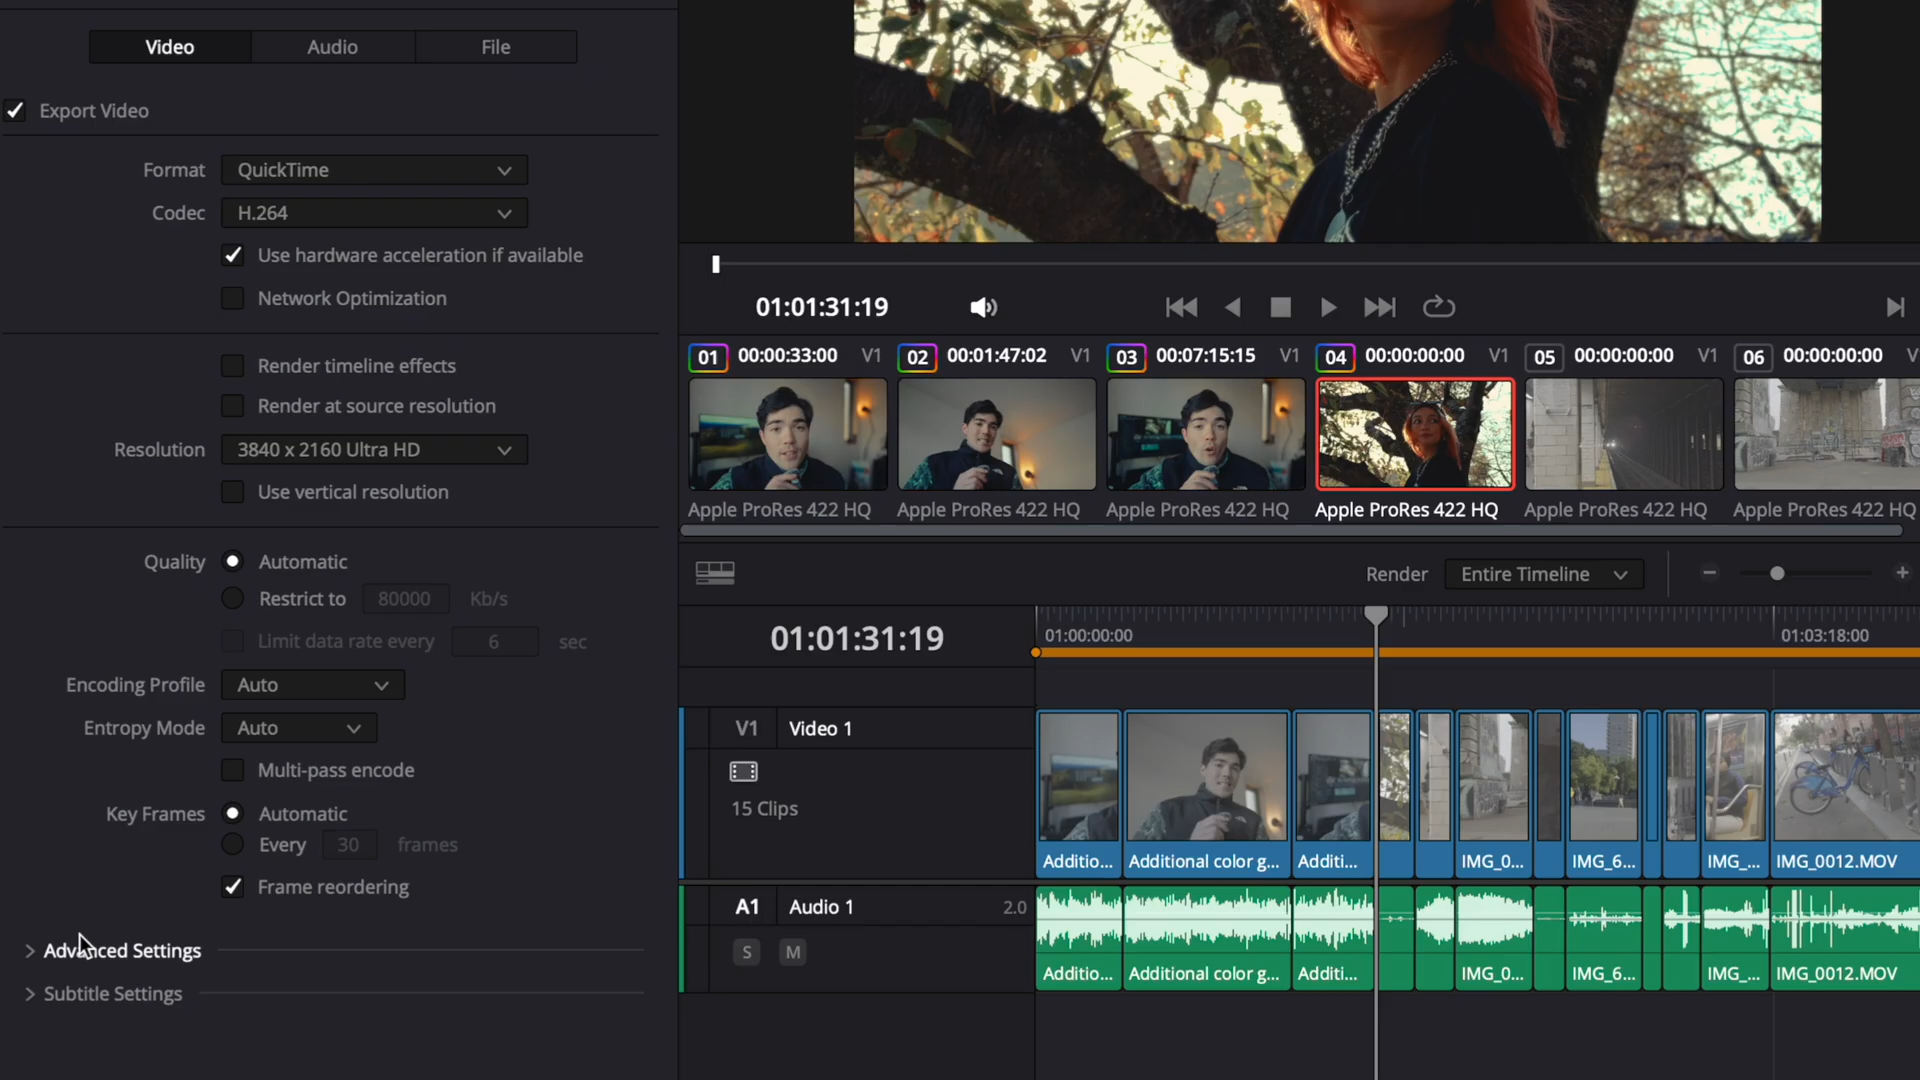 Video
Audio
File
Export Video
Format
QuickTime
Codec
H.264
Use hardware acceleration if available
Network Optimization
Render timeline effects
Render at source resolution
Resolution
3840 x 2160 Ultra HD
Use vertical resolution
Quality
Automatic
Restrict to
80000
Kb/s
Limit data rate every
6
sec
Encoding Profile
Auto
Entropy Mode
Auto
Multi-pass encode
Key Frames
Automatic
Every
30
frames
Frame reordering
Advanced Settings
Subtitle Settings
01:01:31:19
01 00:00:33:00 V1
02 00:01:47:02 V1
03 00:07:15:15 V1
04 00:00:00:00 V1
05 00:00:00:00 V1
06 00:00:00:00
Apple ProRes 422 HQ
Apple ProRes 422 HQ
Apple ProRes 422 HQ
Apple ProRes 422 HQ
Apple ProRes 422 HQ
Apple ProRes 422 HQ
Render
Entire Timeline
01:01:31:19
01:00:00:00
01:03:18:00
V1
Video 1
15 Clips
Additio...
Additional color g...
Additi...
IMG_0...
IMG_6...
IMG_...
IMG_0012.MOV
A1
Audio 1
2.0
S
M
Additio...
Additional color g...
Additi...
IMG_0...
IMG_6...
IMG_...
IMG_0012.MOV